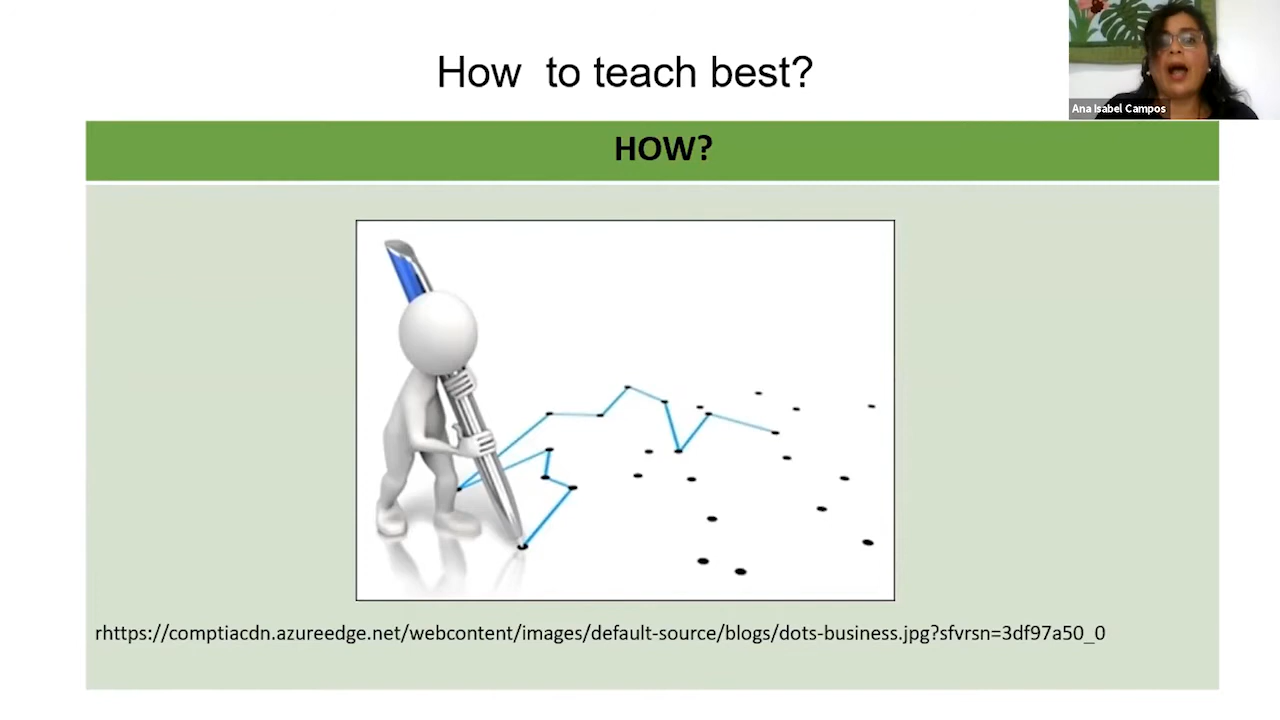 How  to teach best?
Ana Isabel Campos
HOW?
rhttps://comptiacdn.azureedge.net/webcontent/images/default-source/blogs/dots-business.jpg?sfvrsn=3df97a50_0